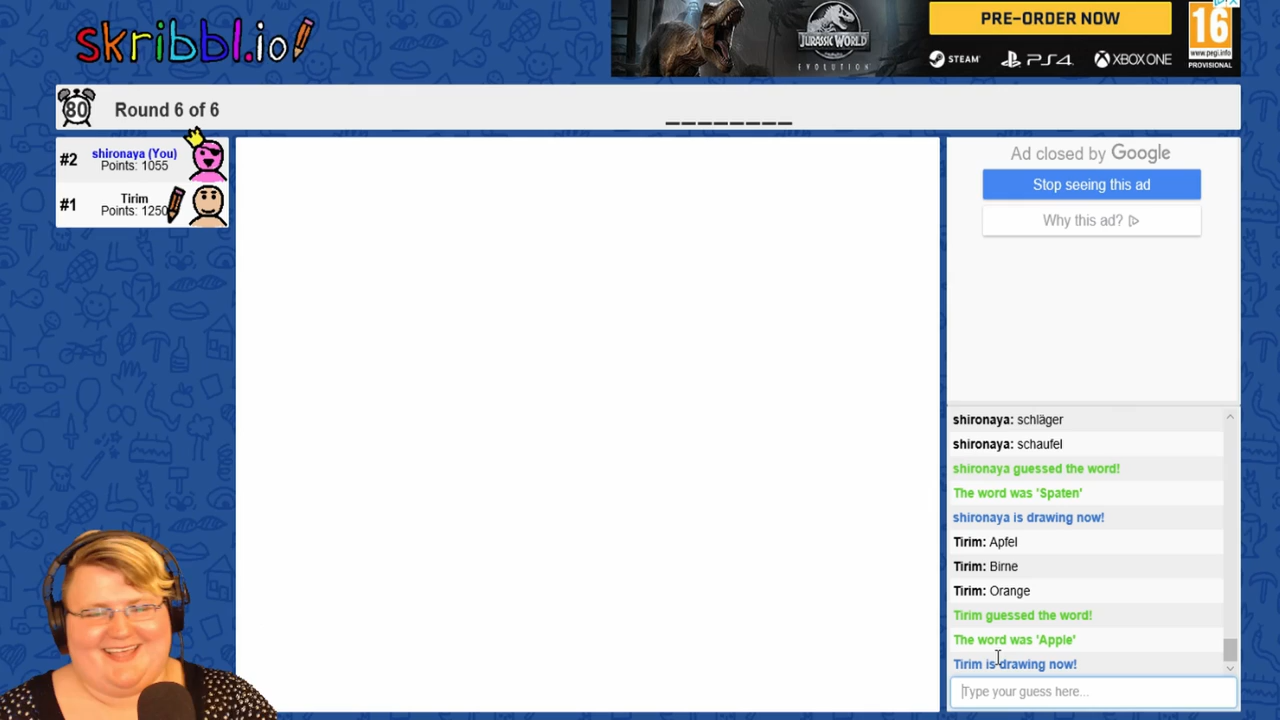 skribbl.io
JURASSIC WORLD
EVOLUTION
PRE-ORDER NOW
STEAM PS4 XBOXONE
16
www.pegi.info
PROVISIONAL
80
Round 6 of 6
________
#2
shironaya (You)
Points: 1055
#1
Tirim
Points: 1250
Ad closed by Google
Stop seeing this ad
Why this ad?
shironaya: schläger
shironaya: schaufel
shironaya guessed the word!
The word was 'Spaten'
shironaya is drawing now!
Tirim: Apfel
Tirim: Birne
Tirim: Orange
Tirim guessed the word!
The word was 'Apple'
Tirim is drawing now!
Type your guess here...